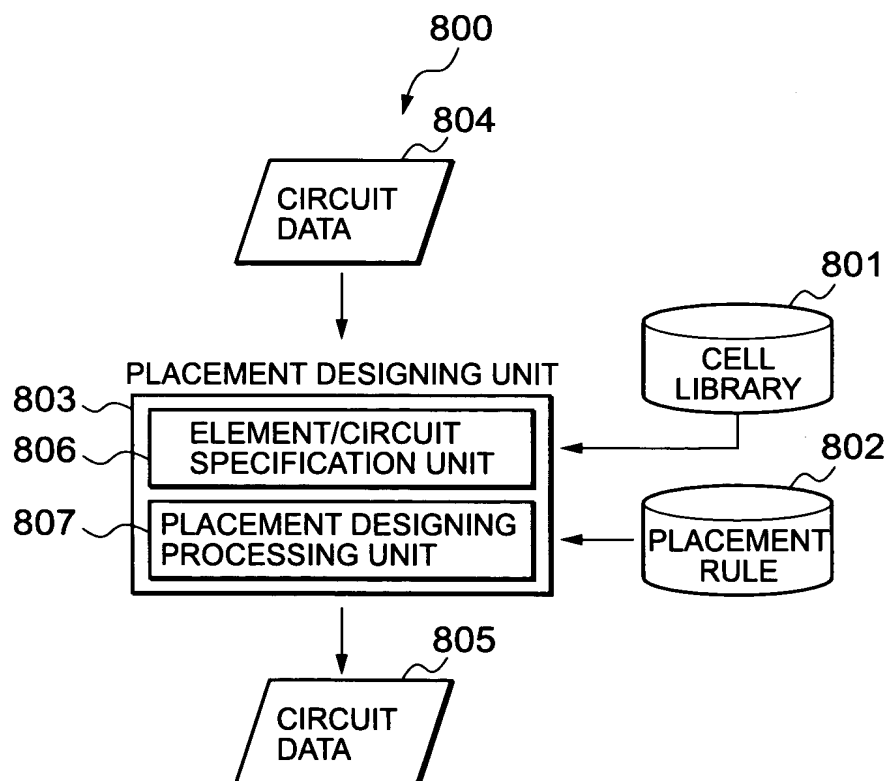 800
804
CIRCUIT
DATA
801
CELL
LIBRARY
PLACEMENT DESIGNING UNIT
803
ELEMENT/CIRCUIT
SPECIFICATION UNIT
806
802
PLACEMENT
RULE
807
PLACEMENT DESIGNING
PROCESSING UNIT
805
CIRCUIT
DATA